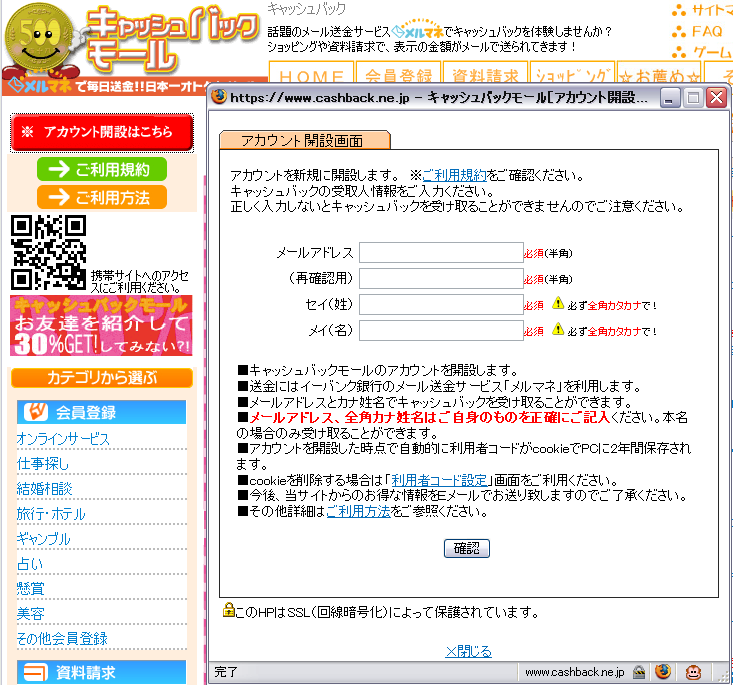 500
キャッシュバックモール
メルマネで毎日送金!!日本一オトク
キャッシュバック
話題のメール送金サービスメルマネでキャッシュバックを体験しませんか？
ショッピングや資料請求で、表示の金額がメールで送られてきます！
サイトマ
FAQ
ゲーム
HOME
会員登録
資料請求
ショッピング
☆お薦め☆
そ
※ アカウント開設はこちら
ご利用規約
ご利用方法
携帯サイトへのアクセ
スにご利用ください。
キャッシュバックモール
お友達を紹介して
30%GET!してみない?!
カテゴリから選ぶ
会員登録
オンラインサービス
仕事探し
結婚相談
旅行・ホテル
ギャンブル
占い
懸賞
美容
その他会員登録
資料請求
https://www.cashback.ne.jp - キャッシュバックモール[アカウント開設...
アカウント開設画面
アカウントを新規に開設します。 ※ご利用規約をご確認ください。
キャッシュバックの受取人情報をご入力ください。
正しく入力しないとキャッシュバックを受け取ることができませんのでご注意ください。
メールアドレス 必須(半角)
(再確認用) 必須(半角)
セイ(姓) 必須 必ず全角カタカナで！
メイ(名) 必須 必ず全角カタカナで！
■キャッシュバックモールのアカウントを開設します。
■送金にはイーバンク銀行のメール送金サービス「メルマネ」を利用します。
■メールアドレスとカナ姓名でキャッシュバックを受け取ることができます。
■メールアドレス、全角カナ姓名はご自身のものを正確にご記入ください。本名
の場合のみ受け取ることができます。
■アカウントを開設した時点で自動的に利用者コードがcookieでPCに2年間保存され
ます。
■cookieを削除する場合は「利用者コード設定」画面をご利用ください。
■今後、当サイトからのお得な情報をEメールでお送り致しますのでご了承ください。
■その他詳細はご利用方法をご参照ください。
確認
このHPはSSL(回線暗号化)によって保護されています。
×閉じる
完了
www.cashback.ne.jp